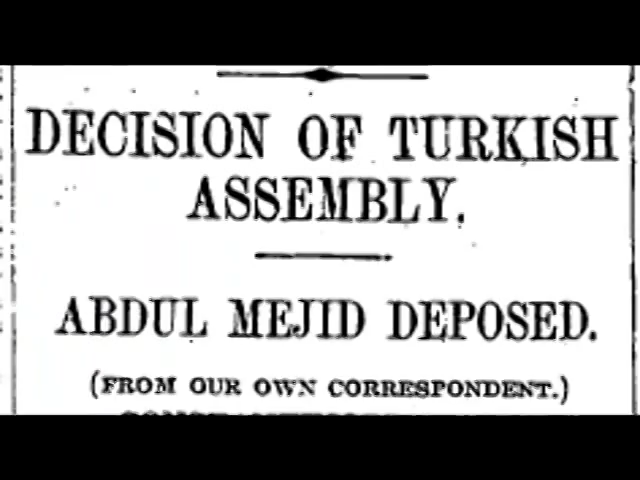 DECISION OF TURKISH
ASSEMBLY.
ABDUL MEJID DEPOSED.
(FROM OUR OWN CORRESPONDENT.)